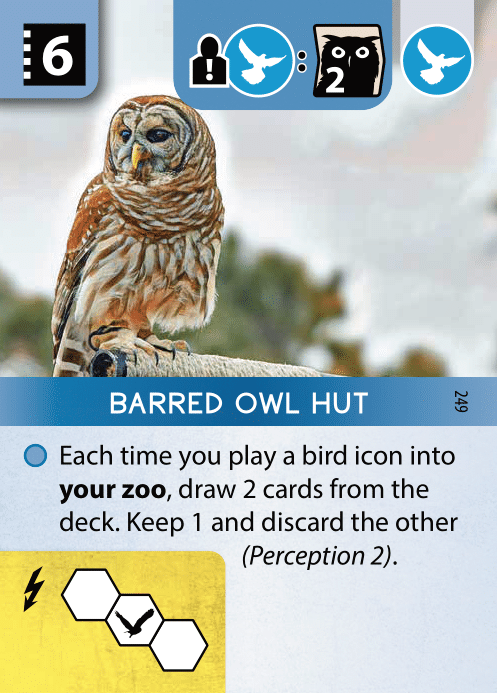 6
!
:
2
BARRED OWL HUT
249
Each time you play a bird icon into
your zoo, draw 2 cards from the
deck. Keep 1 and discard the other
(Perception 2).